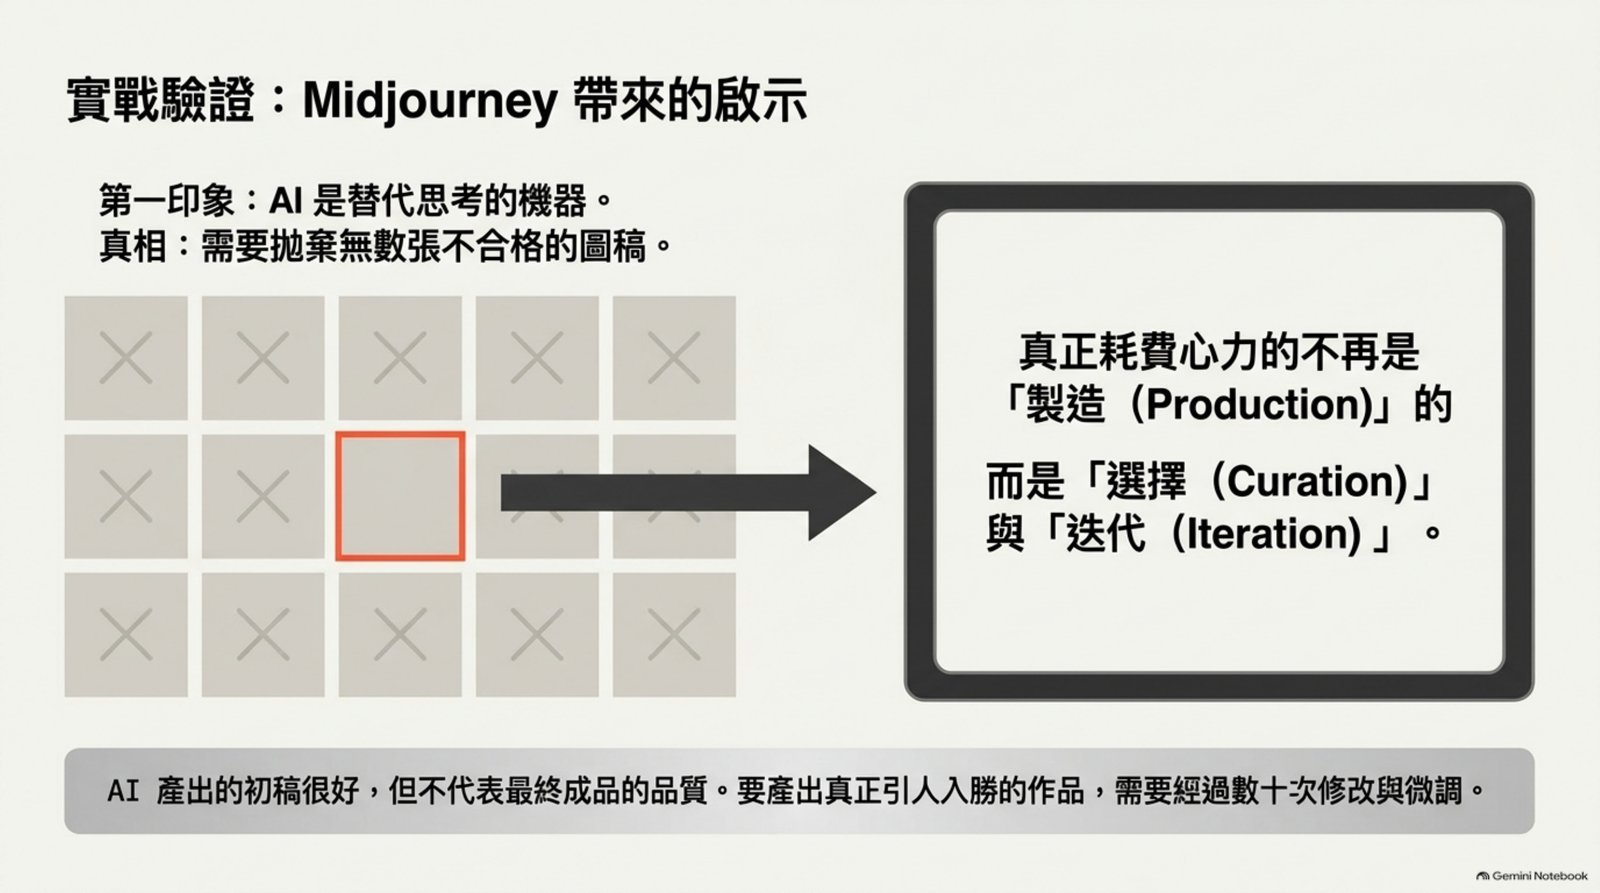 實戰驗證：Midjourney 帶來的啟示
第一印象：AI 是替代思考的機器。
真相：需要拋棄無數張不合格的圖稿。
真正耗費心力的不再是
「製造（Production)」的
而是「選擇（Curation)」
與「迭代（Iteration) 」。
AI 產出的初稿很好，但不代表最終成品的品質。要產出真正引人入勝的作品，需要經過數十次修改與微調。
Gemini Notebook